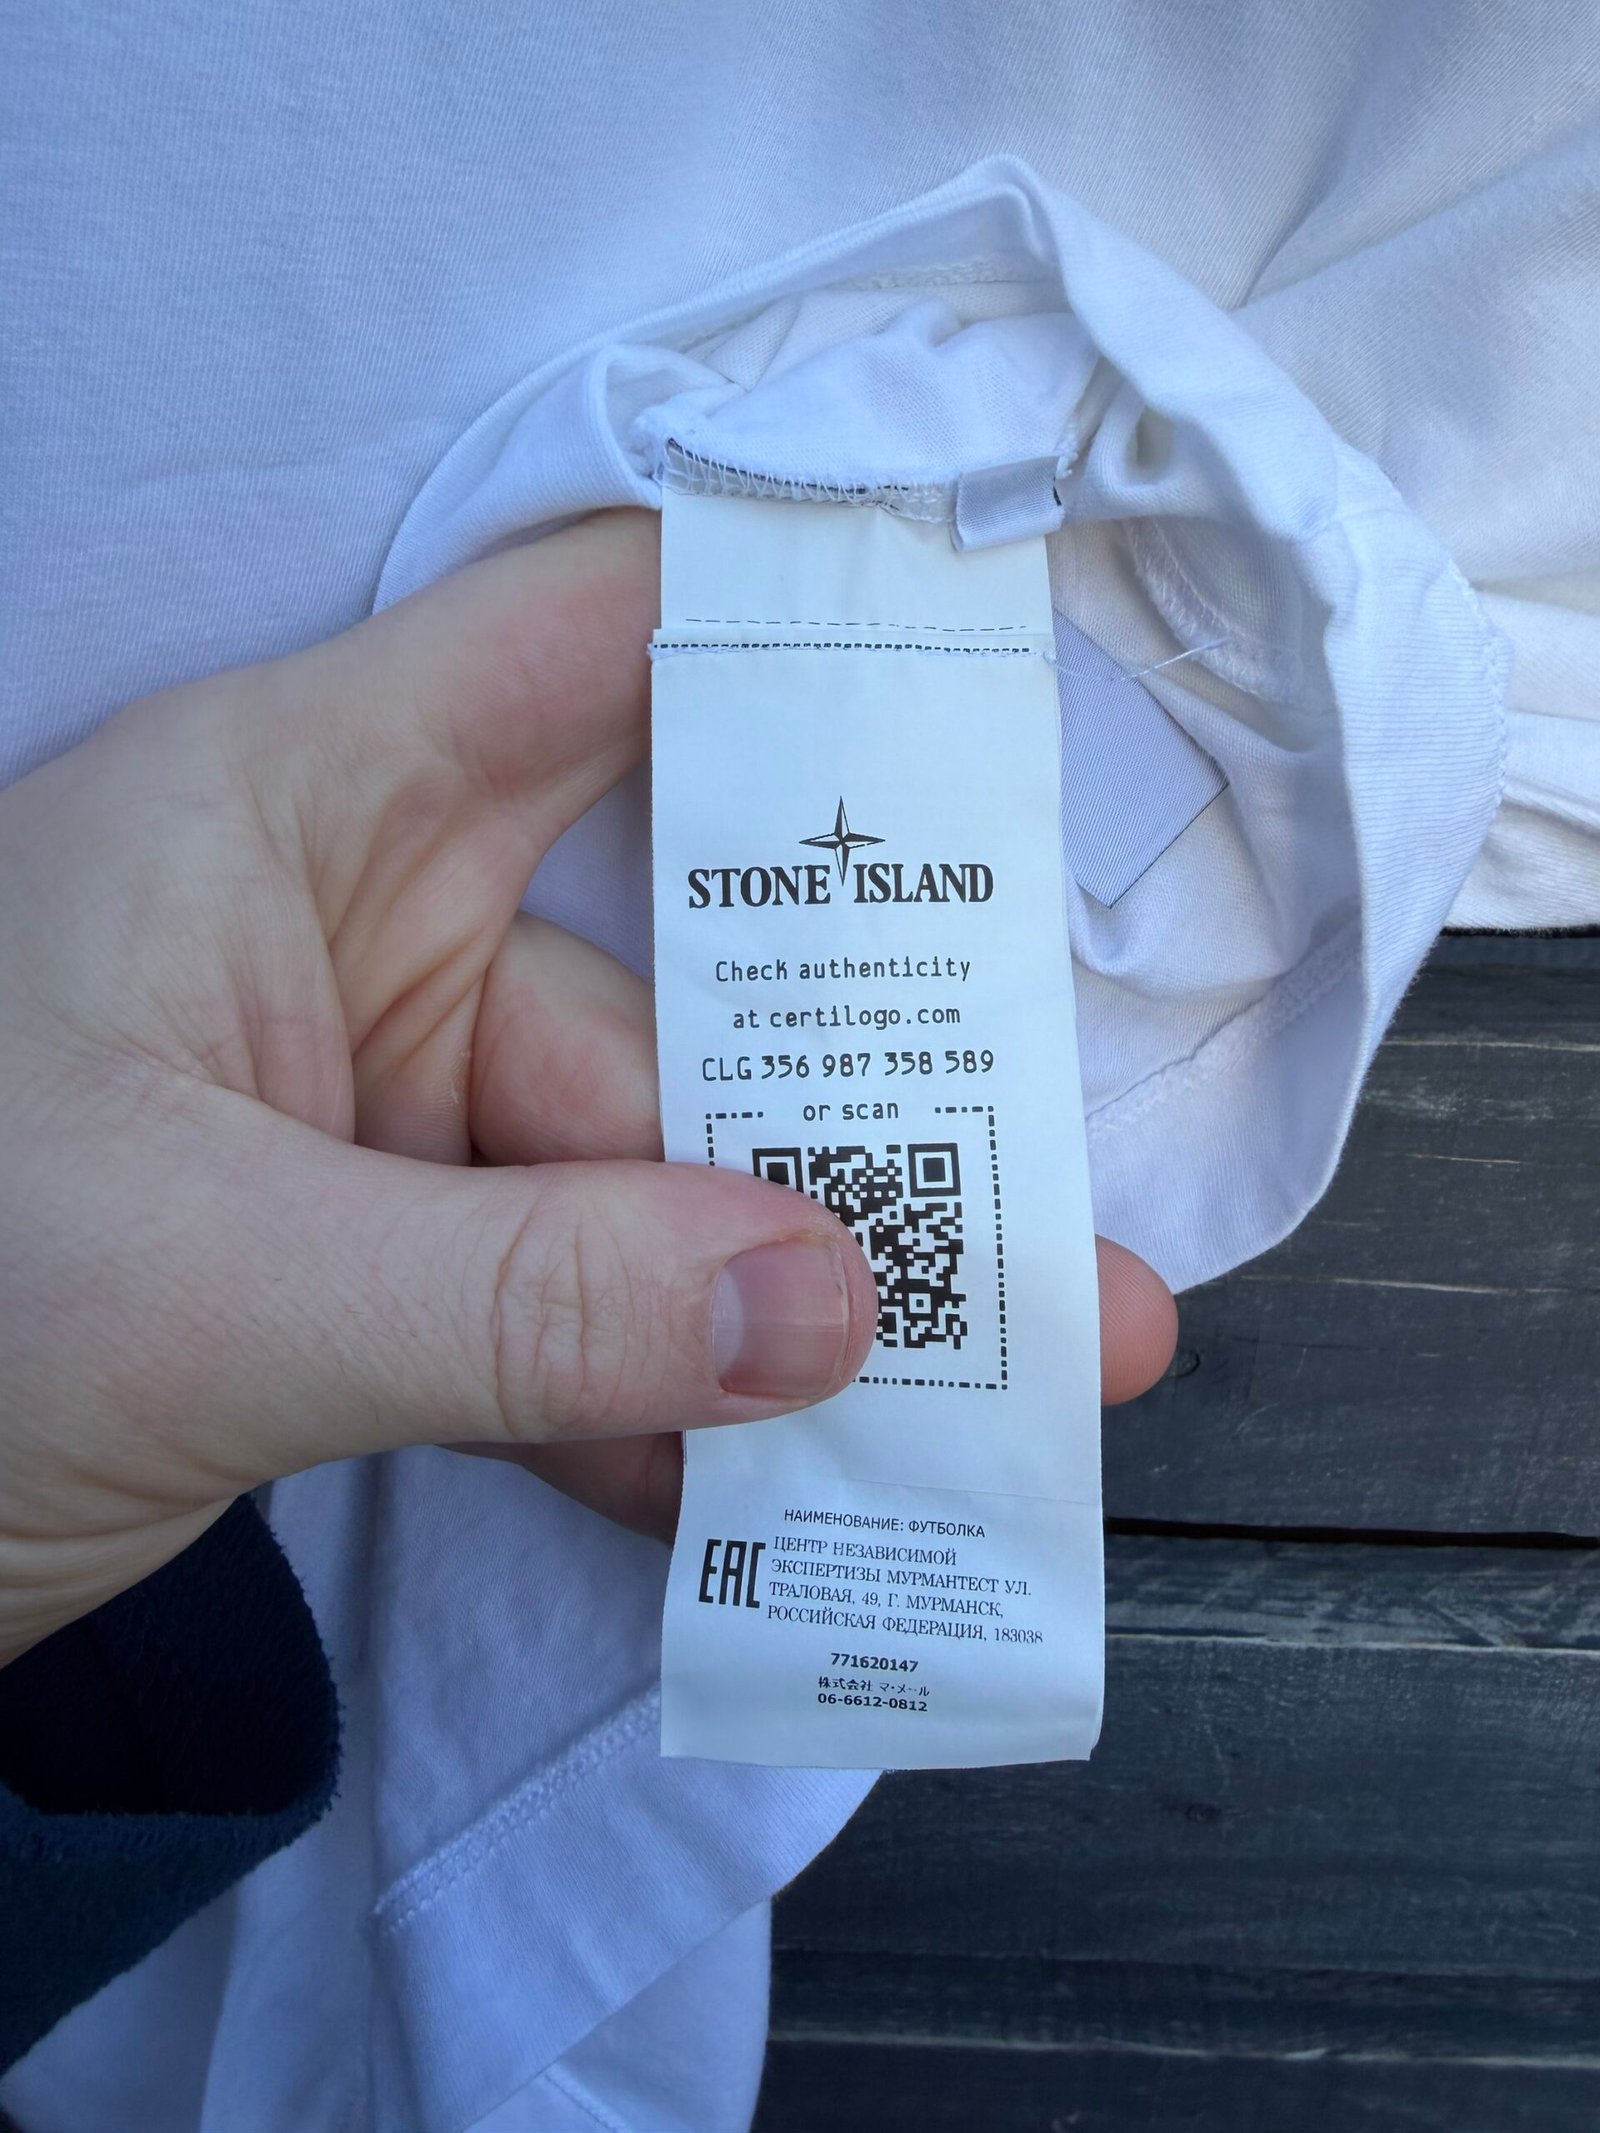 STONE ISLAND
Check authenticity
at certilogo.com
CLG 356 987 358 589
or scan
НАИМЕНОВАНИЕ: ФУТБОЛКА
EAC
ЦЕНТР НЕЗАВИСИМОЙ
ЭКСПЕРТИЗЫ МУРМАНТЕСТ УЛ.
ТРАЛОВАЯ, 49, Г. МУРМАНСК,
РОССИЙСКАЯ ФЕДЕРАЦИЯ, 183038
771620147
株式会社 マ・メール
06-6612-0812